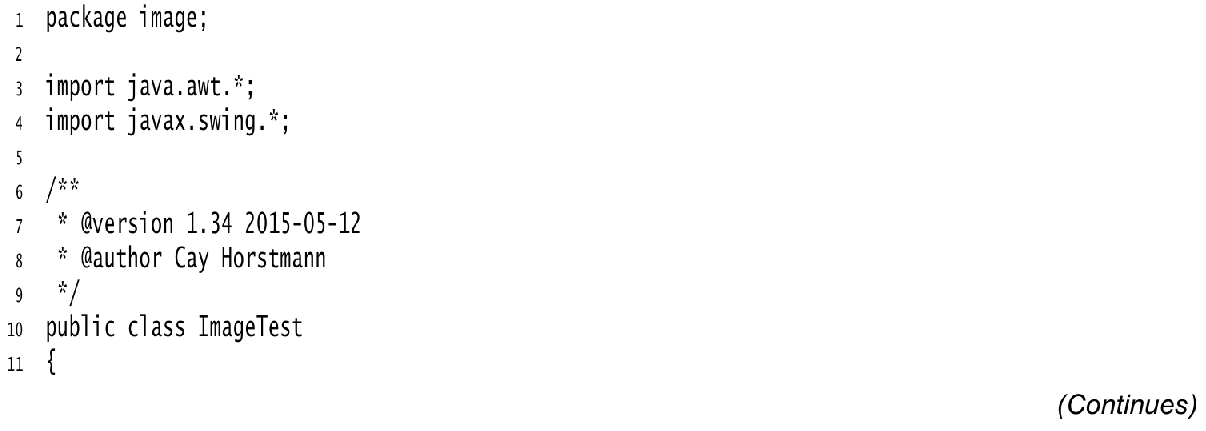 1 package image;
2
3 import java.awt.*;
4 import javax.swing.*;
5
6 /**
7 * @version 1.34 2015-05-12
8 * @author Cay Horstmann
9 */
10 public class ImageTest
11 {
(Continues)